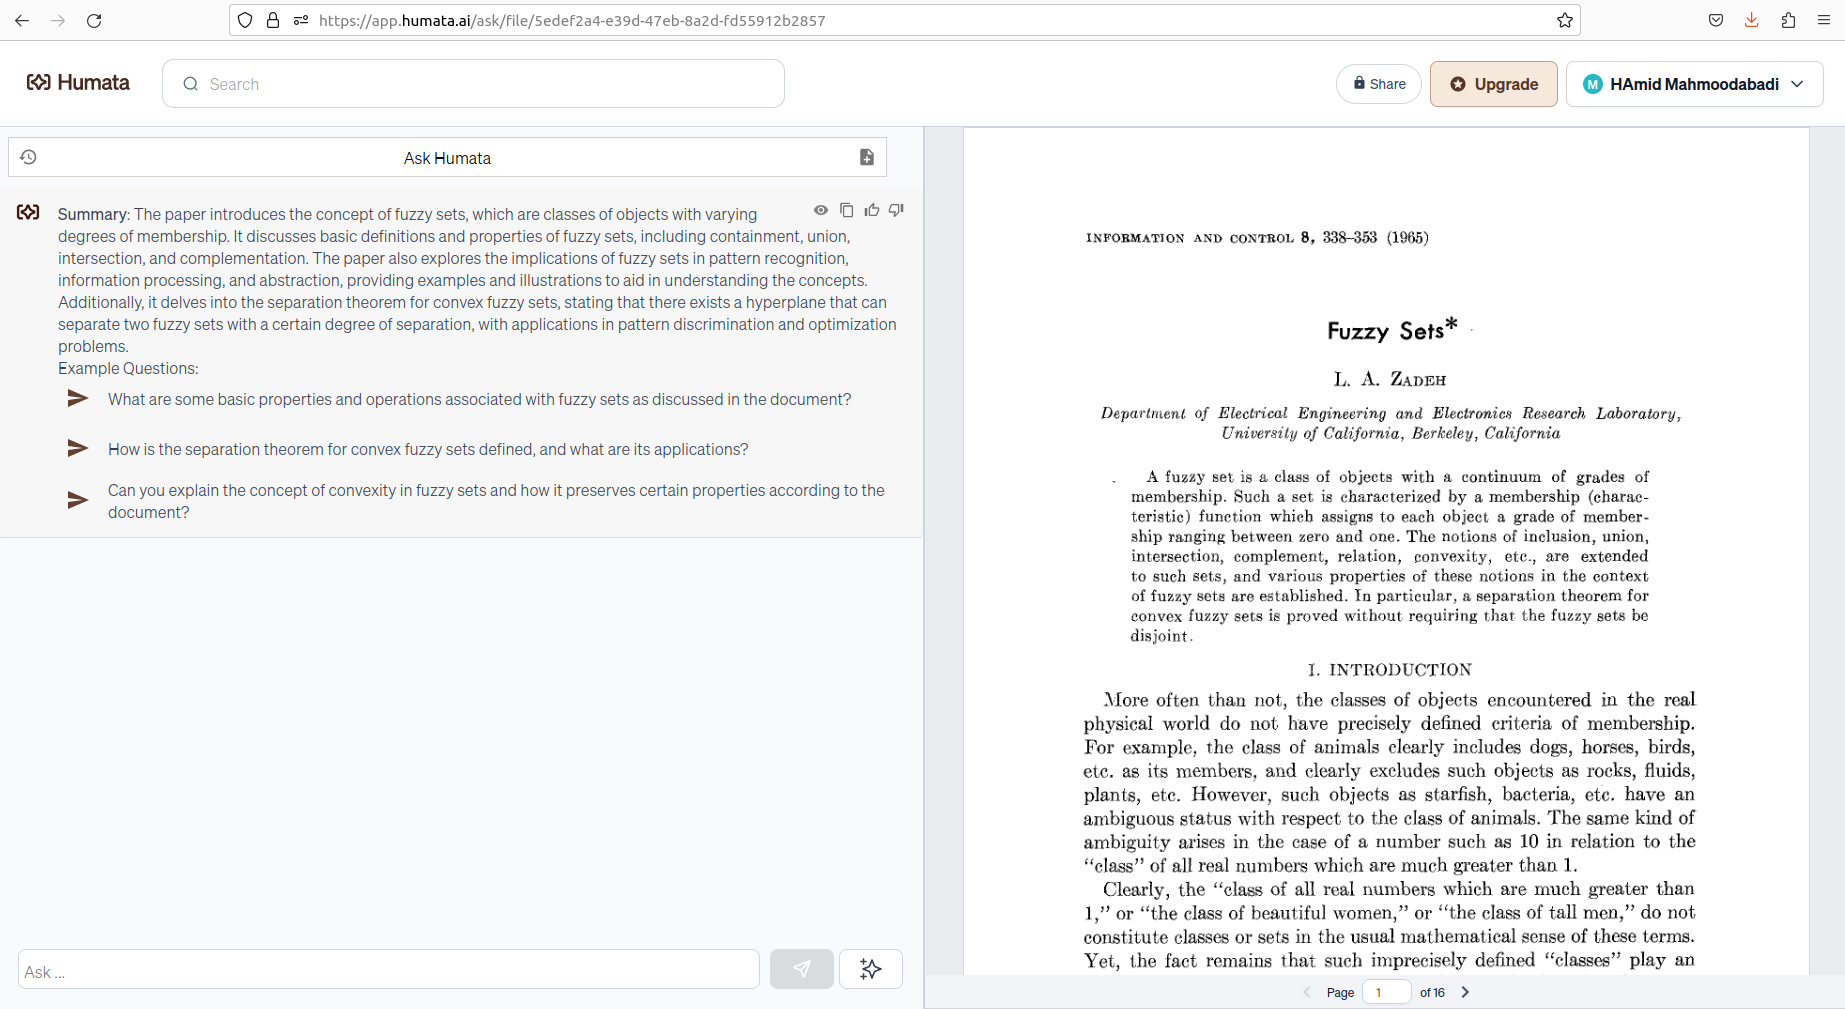 https://app.humata.ai/ask/file/5edef2a4-e39d-47eb-8a2d-fd55912b2857
Humata
Search
Share
Upgrade
M
HAmid Mahmoodabadi
Ask Humata
Summary: The paper introduces the concept of fuzzy sets, which are classes of objects with varying
degrees of membership. It discusses basic definitions and properties of fuzzy sets, including containment, union,
intersection, and complementation. The paper also explores the implications of fuzzy sets in pattern recognition,
information processing, and abstraction, providing examples and illustrations to aid in understanding the concepts.
Additionally, it delves into the separation theorem for convex fuzzy sets, stating that there exists a hyperplane that can
separate two fuzzy sets with a certain degree of separation, with applications in pattern discrimination and optimization
problems.
Example Questions:
What are some basic properties and operations associated with fuzzy sets as discussed in the document?
How is the separation theorem for convex fuzzy sets defined, and what are its applications?
Can you explain the concept of convexity in fuzzy sets and how it preserves certain properties according to the
document?
Ask ...
INFORMATION AND CONTROL 8, 338–353 (1965)
Fuzzy Sets*
L. A. ZADEH
Department of Electrical Engineering and Electronics Research Laboratory,
University of California, Berkeley, California
A fuzzy set is a class of objects with a continuum of grades of
membership. Such a set is characterized by a membership (charac-
teristic) function which assigns to each object a grade of member-
ship ranging between zero and one. The notions of inclusion, union,
intersection, complement, relation, convexity, etc., are extended
to such sets, and various properties of these notions in the context
of fuzzy sets are established. In particular, a separation theorem for
convex fuzzy sets is proved without requiring that the fuzzy sets be
disjoint.
I. INTRODUCTION
More often than not, the classes of objects encountered in the real
physical world do not have precisely defined criteria of membership.
For example, the class of animals clearly includes dogs, horses, birds,
etc. as its members, and clearly excludes such objects as rocks, fluids,
plants, etc. However, such objects as starfish, bacteria, etc. have an
ambiguous status with respect to the class of animals. The same kind of
ambiguity arises in the case of a number such as 10 in relation to the
“class” of all real numbers which are much greater than 1.
Clearly, the “class of all real numbers which are much greater than
1,” or “the class of beautiful women,” or “the class of tall men,” do not
constitute classes or sets in the usual mathematical sense of these terms.
Yet, the fact remains that such imprecisely defined “classes” play an
Page 1 of 16